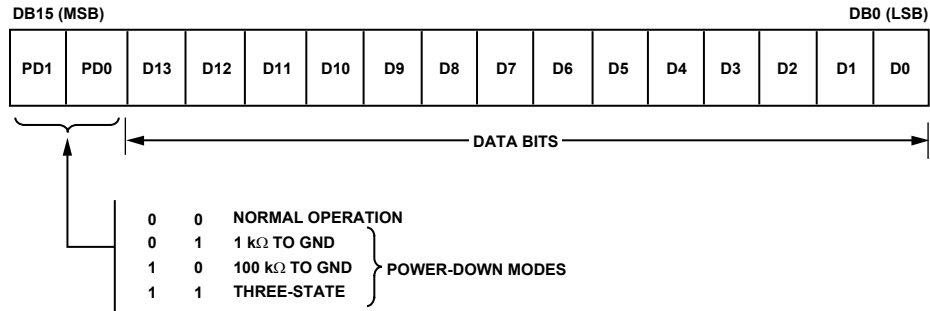 DB15 (MSB) DB0 (LSB)
PD1 PD0 D13 D12 D11 D10 D9 D8 D7 D6 D5 D4 D3 D2 D1 D0
DATA BITS
0 0 NORMAL OPERATION
0 1 1 kΩ TO GND
1 0 100 kΩ TO GND
POWER-DOWN MODES
1 1 THREE-STATE